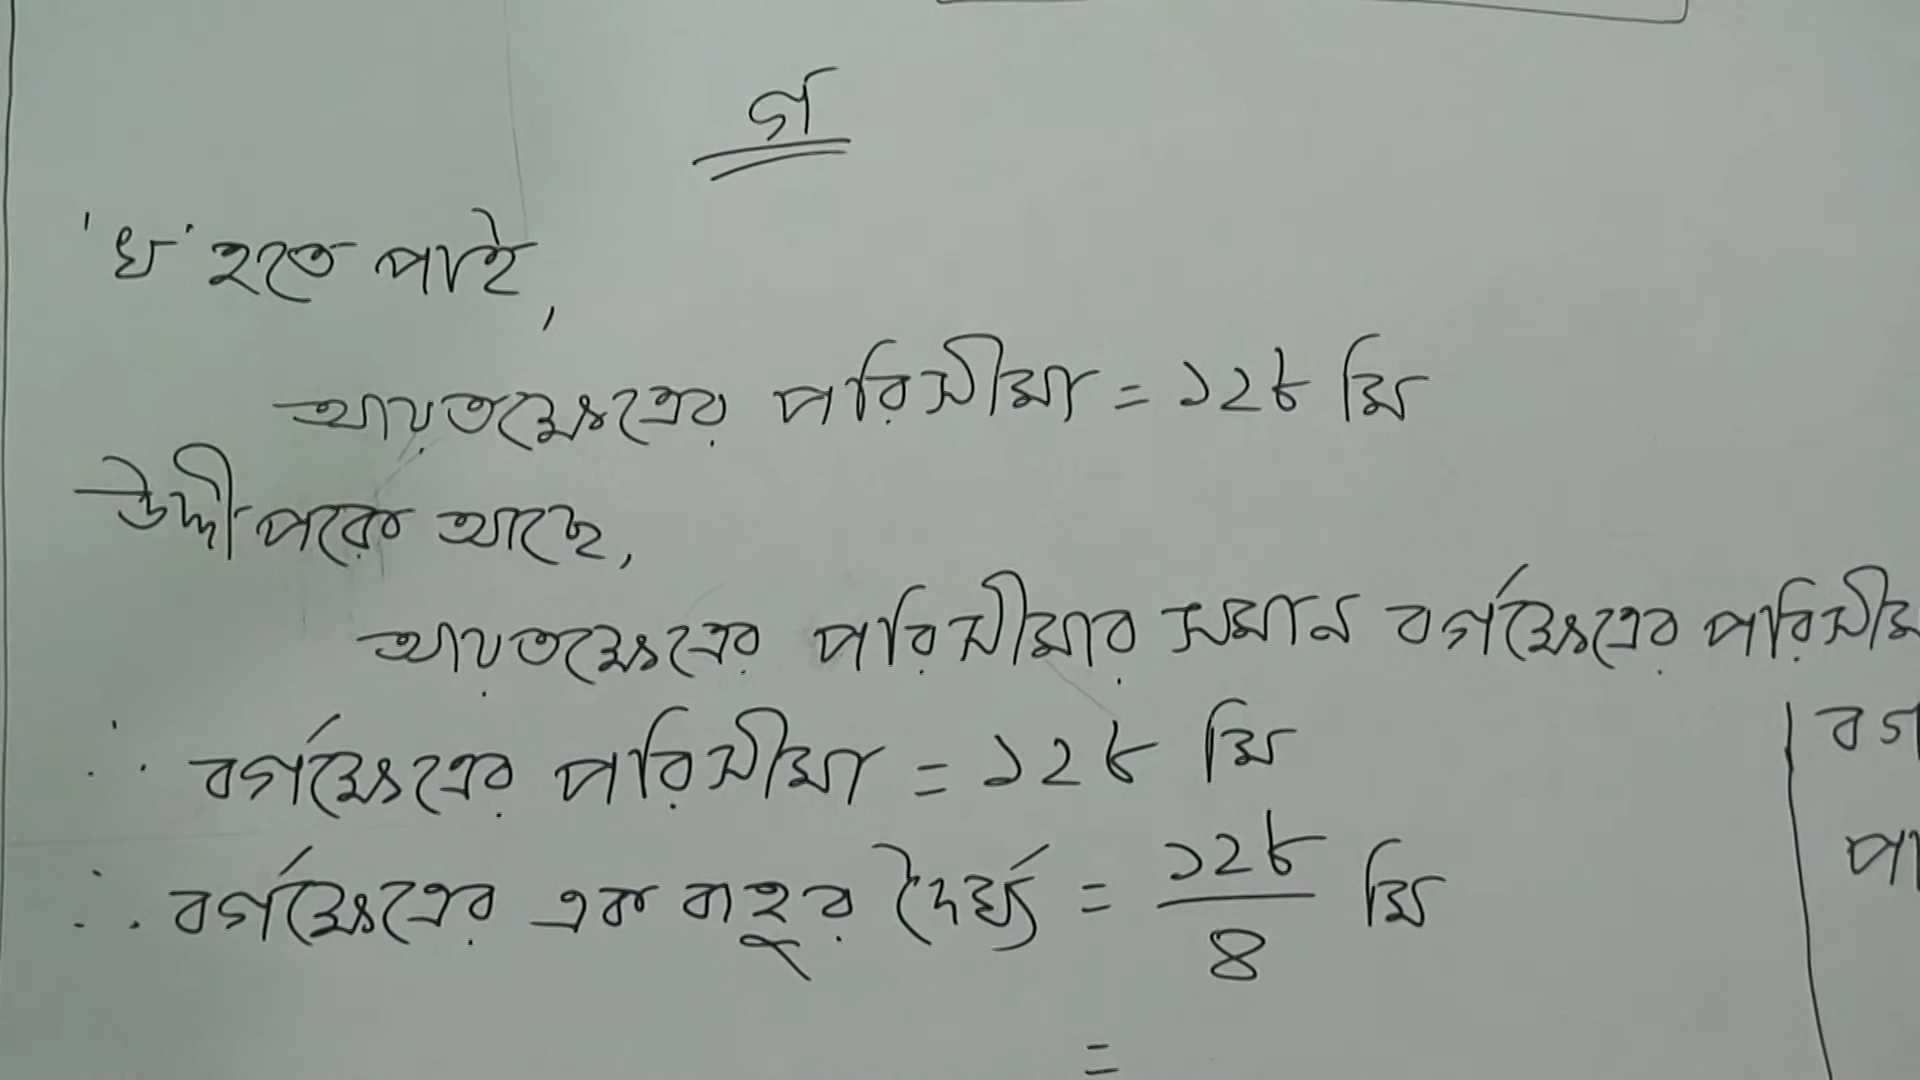 গ
'খ' হতে পাই,
আয়তক্ষেত্রের পরিসীমা = ১২৮ মি
উদ্দীপকে আছে,
আয়তক্ষেত্রের পরিসীমার সমান বর্গক্ষেত্রের পরিসীম
∴ বর্গক্ষেত্রের পরিসীমা = ১২৮ মি
∴ বর্গক্ষেত্রের এক বাহুর দৈর্ঘ্য = ১২৮/৪ মি
=
বর্গ
পা